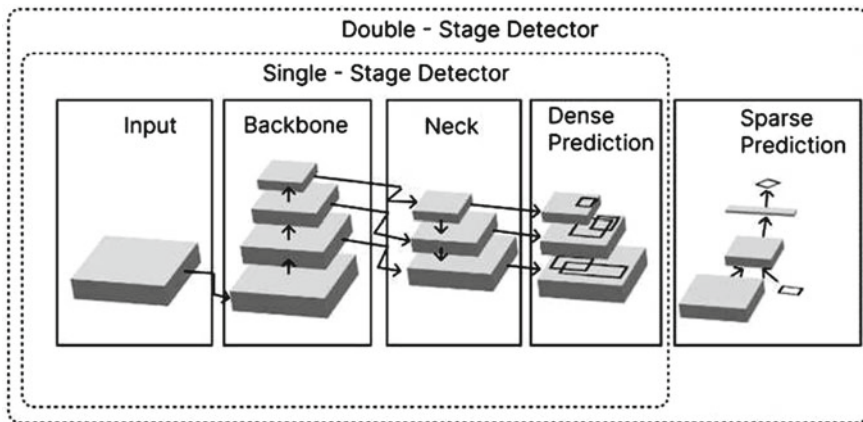 Double - Stage Detector
Single - Stage Detector
Input
Backbone
Neck
Dense
Prediction
Sparse
Prediction